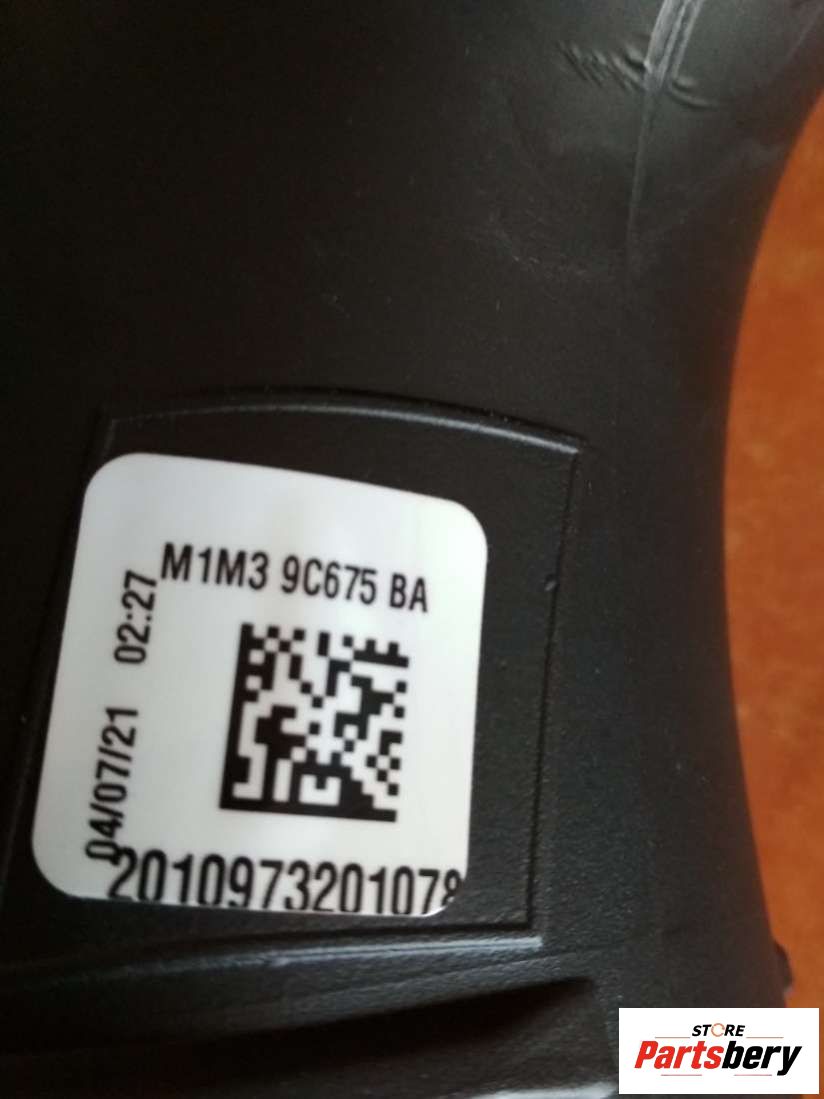 M1M3 9C675 BA
04/07/21 02:27
2010973201078
STORE
Partsbery